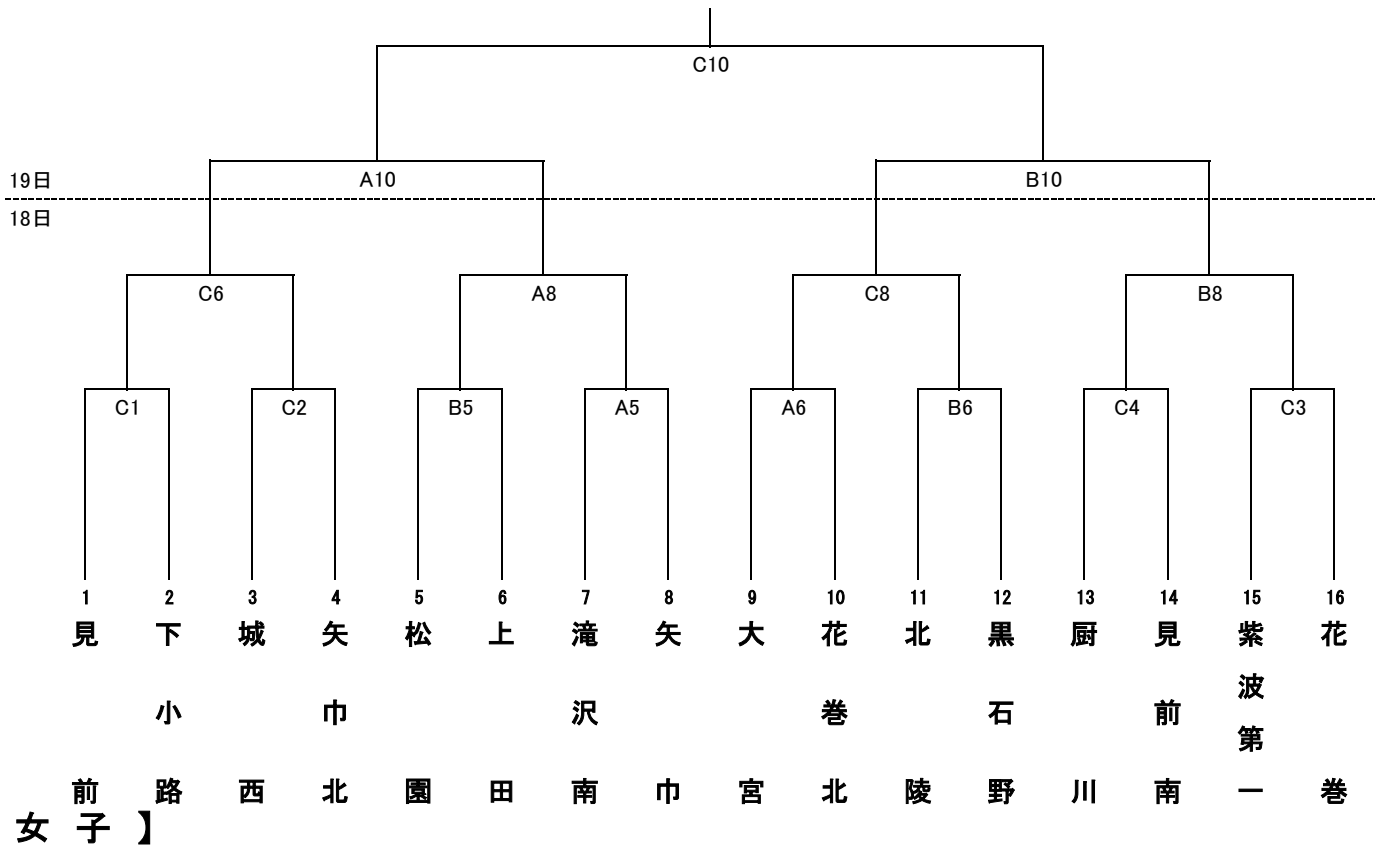 C10
19日
A10
B10
18日
C6
A8
C8
B8
C1
C2
B5
A5
A6
B6
C4
C3
1
2
3
4
5
6
7
8
9
10
11
12
13
14
15
16
見前
下小路
城西
矢巾北
松園
上田
滝沢南
矢巾
大宮
花巻北
北陵
黒石野
厨川
見前南
紫波第一
花巻
女子】